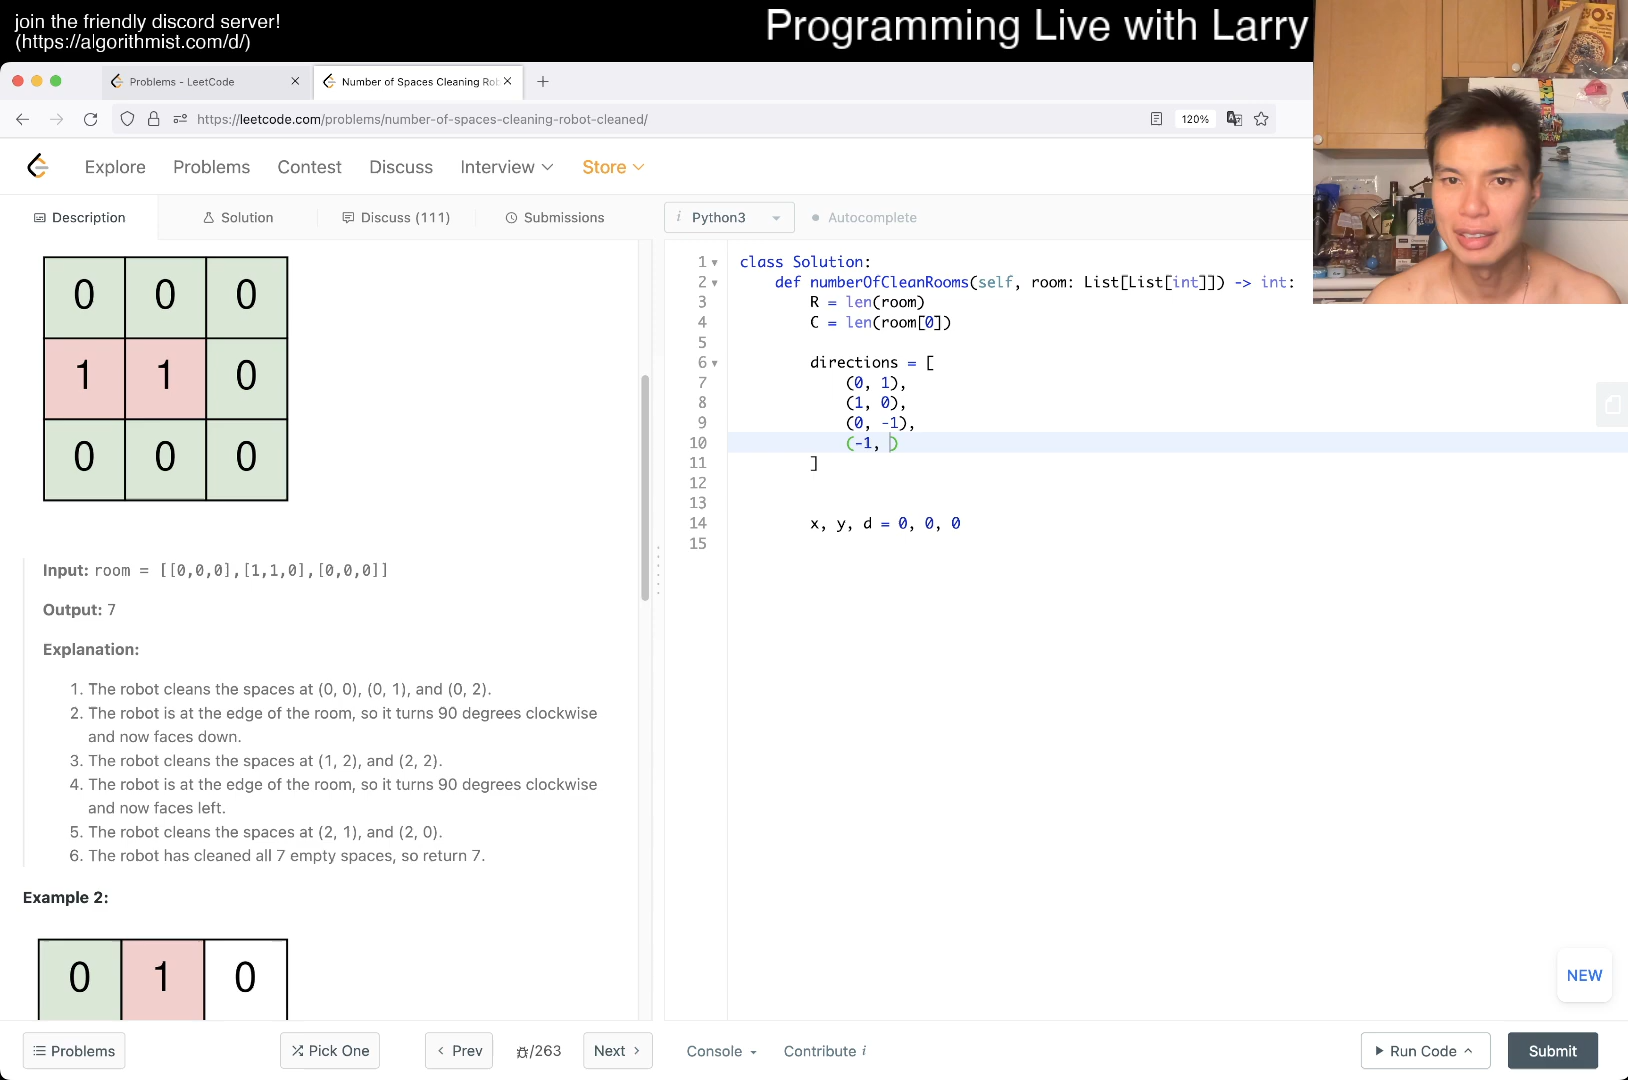 join the friendly discord server!
(https://algorithmist.com/d/)
Programming Live with Larry
Problems - LeetCode
Number of Spaces Cleaning Rob
https://leetcode.com/problems/number-of-spaces-cleaning-robot-cleaned/
120%
Explore
Problems
Contest
Discuss
Interview
Store
Description
Solution
Discuss (111)
Submissions
i Python3
Autocomplete
0 0 0
1 1 0
0 0 0
Input: room = [[0,0,0],[1,1,0],[0,0,0]]
Output: 7
Explanation:
1. The robot cleans the spaces at (0, 0), (0, 1), and (0, 2).
2. The robot is at the edge of the room, so it turns 90 degrees clockwise
and now faces down.
3. The robot cleans the spaces at (1, 2), and (2, 2).
4. The robot is at the edge of the room, so it turns 90 degrees clockwise
and now faces left.
5. The robot cleans the spaces at (2, 1), and (2, 0).
6. The robot has cleaned all 7 empty spaces, so return 7.
Example 2:
0 1 0
1 class Solution:
2 def numberOfCleanRooms(self, room: List[List[int]]) -> int:
3 R = len(room)
4 C = len(room[0])
5
6 directions = [
7 (0, 1),
8 (1, 0),
9 (0, -1),
10 (-1, )
11 ]
12
13
14 x, y, d = 0, 0, 0
15
NEW
Problems
Pick One
Prev
/263
Next
Console
Contribute i
Run Code
Submit